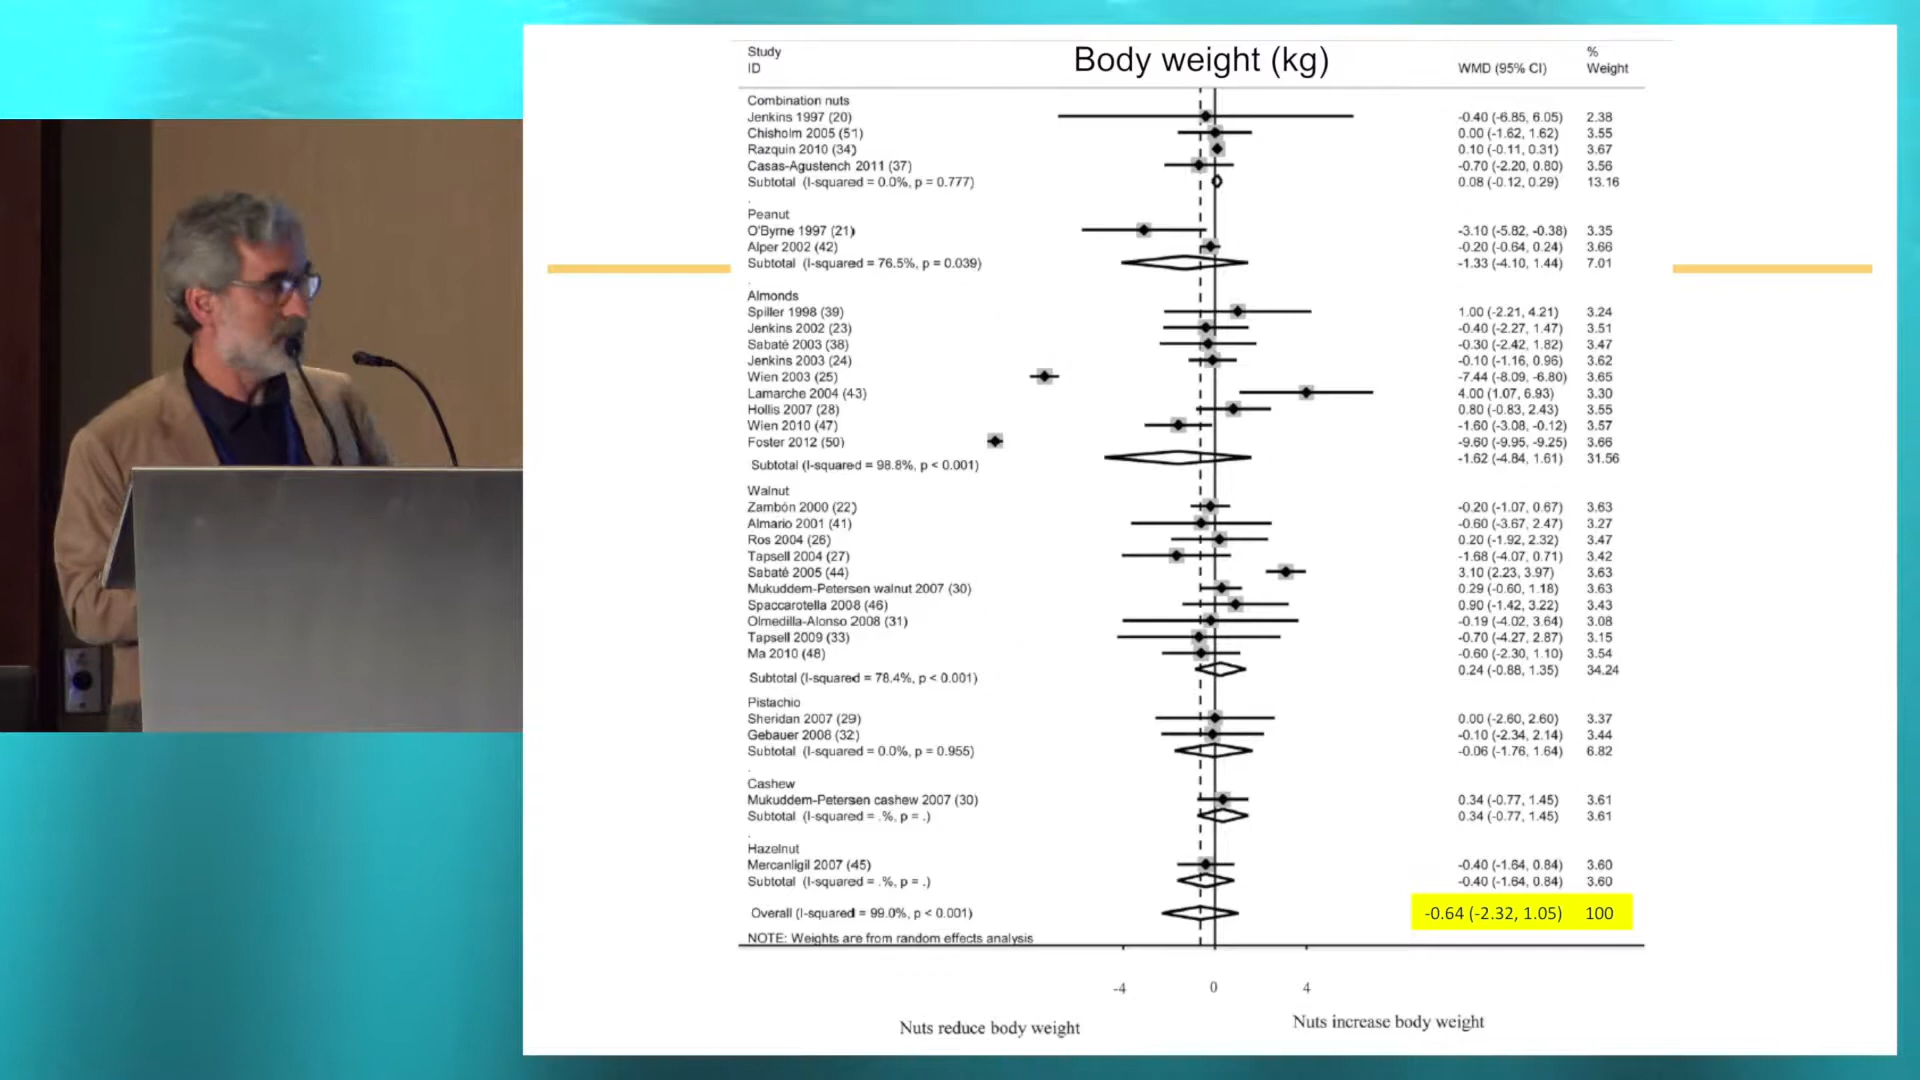 Study
ID
Body weight (kg)
WMD (95% CI)
%
Weight
Combination nuts
Jenkins 1997 (20) -0.40 (-6.85, 6.05) 2.38
Chisholm 2005 (51) 0.00 (-1.62, 1.62) 3.55
Razquin 2010 (34) 0.10 (-0.11, 0.31) 3.67
Casas-Agustench 2011 (37) -0.70 (-2.20, 0.80) 3.56
Subtotal (I-squared = 0.0%, p = 0.777) 0.08 (-0.12, 0.29) 13.16
.
Peanut
O'Byrne 1997 (21) -3.10 (-5.82, -0.38) 3.35
Alper 2002 (42) -0.20 (-0.64, 0.24) 3.66
Subtotal (I-squared = 76.5%, p = 0.039) -1.33 (-4.10, 1.44) 7.01
.
Almonds
Spiller 1998 (39) 1.00 (-2.21, 4.21) 3.24
Jenkins 2002 (23) -0.40 (-2.27, 1.47) 3.51
Sabaté 2003 (38) -0.30 (-2.42, 1.82) 3.47
Jenkins 2003 (24) -0.10 (-1.16, 0.96) 3.62
Wien 2003 (25) -7.44 (-8.09, -6.80) 3.65
Lamarche 2004 (43) 4.00 (1.07, 6.93) 3.30
Hollis 2007 (28) 0.80 (-0.83, 2.43) 3.55
Wien 2010 (47) -1.60 (-3.08, -0.12) 3.57
Foster 2012 (50) -9.60 (-9.95, -9.25) 3.66
Subtotal (I-squared = 98.8%, p < 0.001) -1.62 (-4.84, 1.61) 31.56
Walnut
Zambón 2000 (22) -0.20 (-1.07, 0.67) 3.63
Almario 2001 (41) -0.60 (-3.67, 2.47) 3.27
Ros 2004 (26) 0.20 (-1.92, 2.32) 3.47
Tapsell 2004 (27) -1.68 (-4.07, 0.71) 3.42
Sabaté 2005 (44) 3.10 (2.23, 3.97) 3.63
Mukuddem-Petersen walnut 2007 (30) 0.29 (-0.60, 1.18) 3.63
Spaccarotella 2008 (46) 0.90 (-1.42, 3.22) 3.43
Olmedilla-Alonso 2008 (31) -0.19 (-4.02, 3.64) 3.08
Tapsell 2009 (33) -0.70 (-4.27, 2.87) 3.15
Ma 2010 (48) -0.60 (-2.30, 1.10) 3.54
Subtotal (I-squared = 78.4%, p < 0.001) 0.24 (-0.88, 1.35) 34.24
Pistachio
Sheridan 2007 (29) 0.00 (-2.60, 2.60) 3.37
Gebauer 2008 (32) -0.10 (-2.34, 2.14) 3.44
Subtotal (I-squared = 0.0%, p = 0.955) -0.06 (-1.76, 1.64) 6.82
.
Cashew
Mukuddem-Petersen cashew 2007 (30) 0.34 (-0.77, 1.45) 3.61
Subtotal (I-squared = .%, p = .) 0.34 (-0.77, 1.45) 3.61
.
Hazelnut
Mercanligil 2007 (45) -0.40 (-1.64, 0.84) 3.60
Subtotal (I-squared = .%, p = .) -0.40 (-1.64, 0.84) 3.60
Overall (I-squared = 99.0%, p < 0.001) -0.64 (-2.32, 1.05) 100
NOTE: Weights are from random effects analysis
-4 0 4
Nuts reduce body weight
Nuts increase body weight